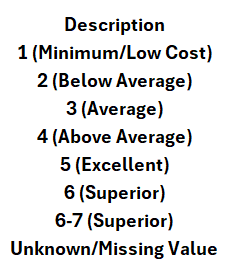 Description
1 (Minimum/Low Cost)
2 (Below Average)
3 (Average)
4 (Above Average)
5 (Excellent)
6 (Superior)
6-7 (Superior)
Unknown/Missing Value